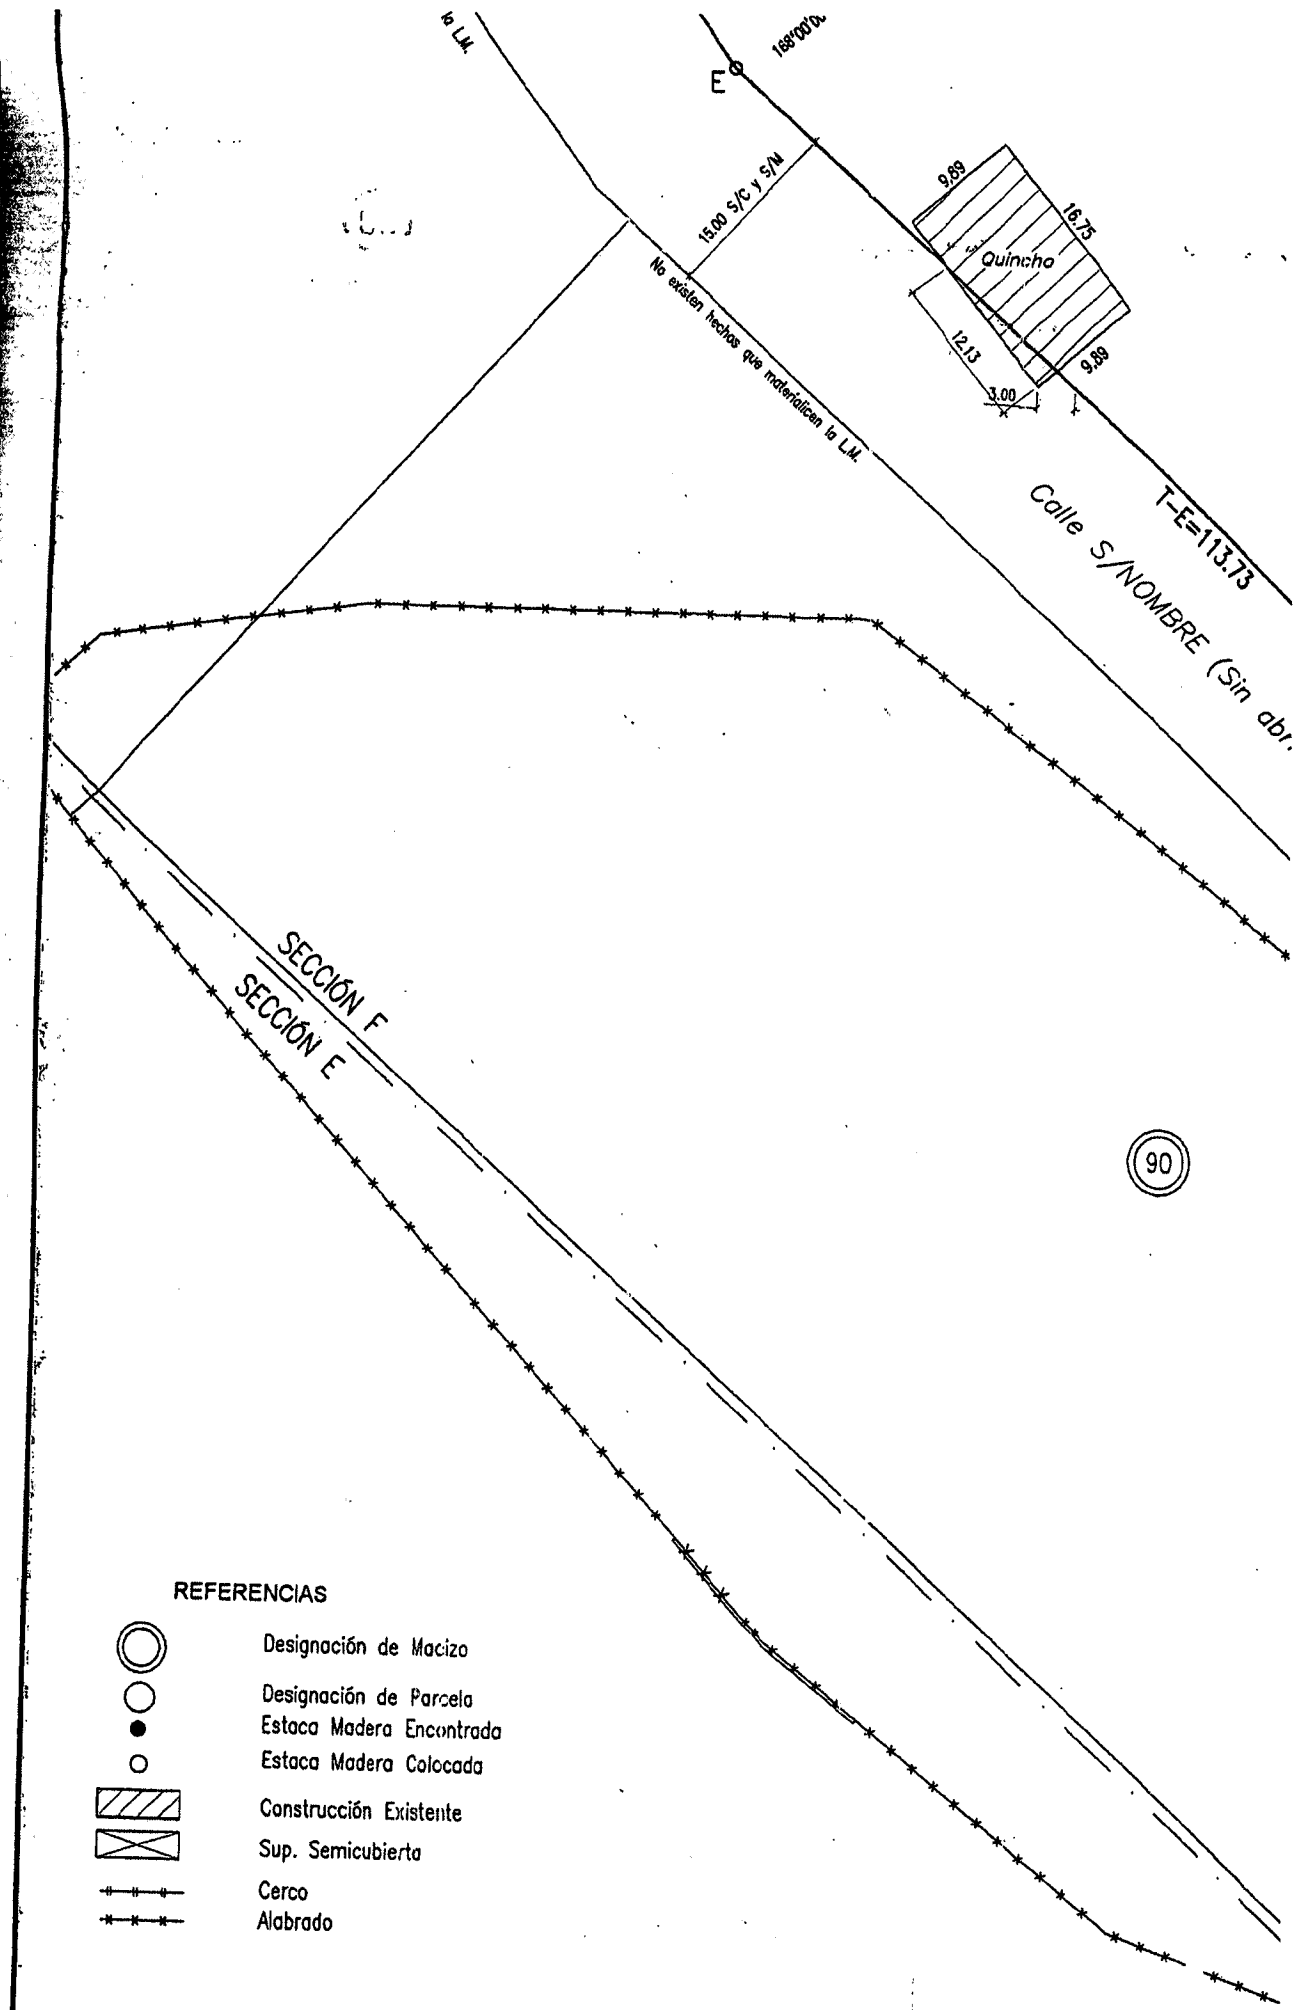 la L.M.
168°00'00
E
15.00 S/C y S/M
9,89
16.75
Quincho
12,13
9,89
3.00
No existen hechos que materialicen la L.M.
T-E=113.73
Calle S/NOMBRE (Sin abri
SECCIÓN F
SECCIÓN E
90
REFERENCIAS
Designación de Macizo
Designación de Parcela
Estaca Madera Encontrada
Estaca Madera Colocada
Construcción Existente
Sup. Semicubierta
Cerco
Alabrado